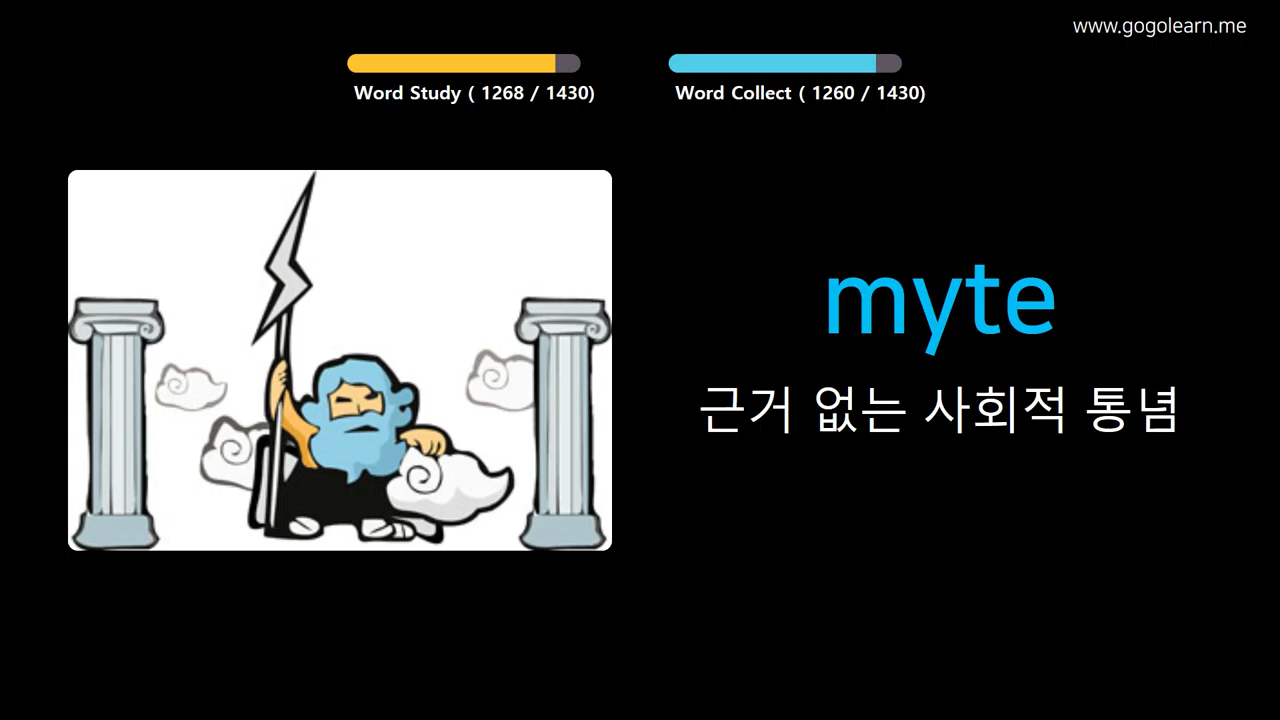 www.gogolearn.me
Word Study ( 1268 / 1430)
Word Collect ( 1260 / 1430)
myte
근거 없는 사회적 통념